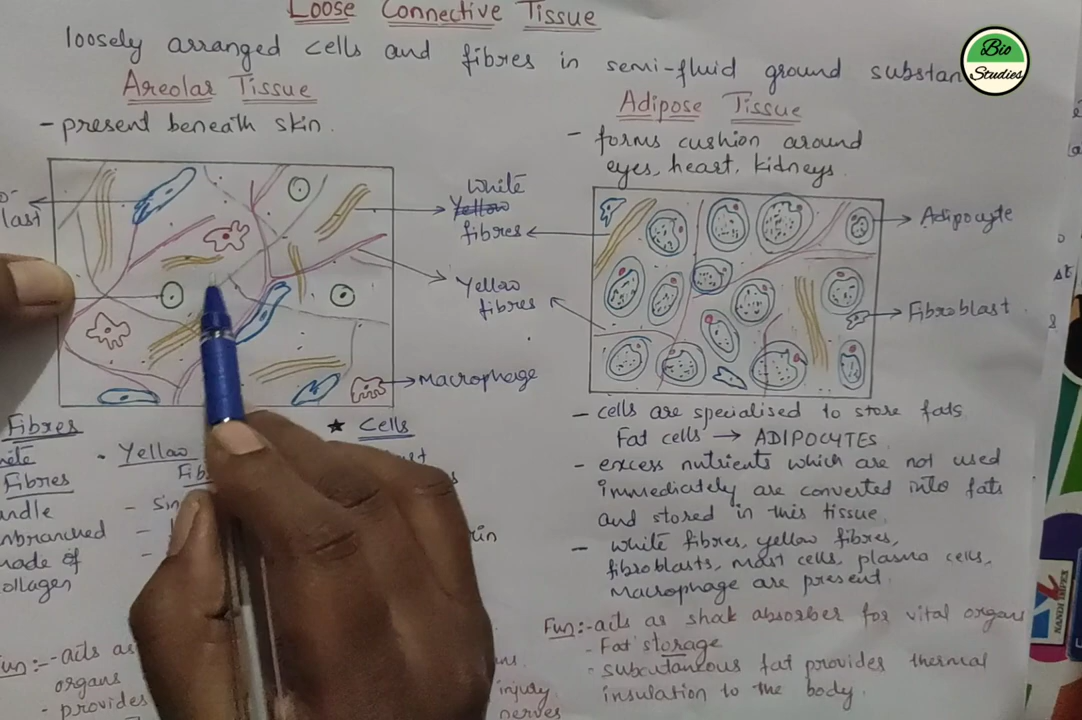 Loose Connective Tissue
loosely arranged cells and fibres in semi-fluid ground substan
Bio
Studies
Areolar Tissue
- present beneath skin.
last
White
Yellow
fibres
Yellow
fibres
Macrophage
Adipose Tissue
- forms cushion around
eyes, heart, kidneys.
Adipocyte
Fibroblast
Fibres
Fibres
Yellow
nbranched
ade of
ollagen
★ Cells
Fun:- acts as
organs
- provides
injury
nerves
- cells are specialised to store fats
Fat cells → ADIPOCYTES
- excess nutrients which are not used
immediately are converted into fats
and stored in this tissue.
- White fibres, yellow fibres,
fibroblasts, mast cells, plasma cells,
Macrophage are present.
Fun:- acts as shak absorber for vital organs
- Fat storage
- subcutaneous fat provides thermal
insulation to the body.
NANDI DIPEX